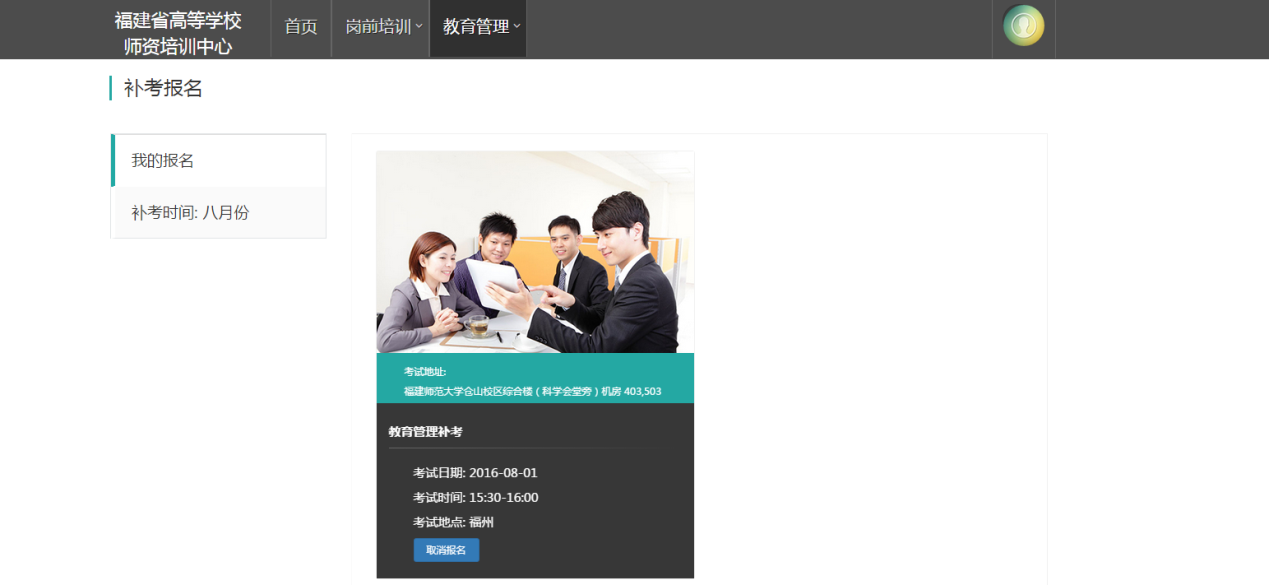 福建省高等学校
师资培训中心
首页
岗前培训
教育管理
补考报名
我的报名
补考时间: 八月份
考试地址:
福建师范大学仓山校区综合楼（科学会堂旁）机房 403,503
教育管理补考
考试日期: 2016-08-01
考试时间: 15:30-16:00
考试地点: 福州
取消报名